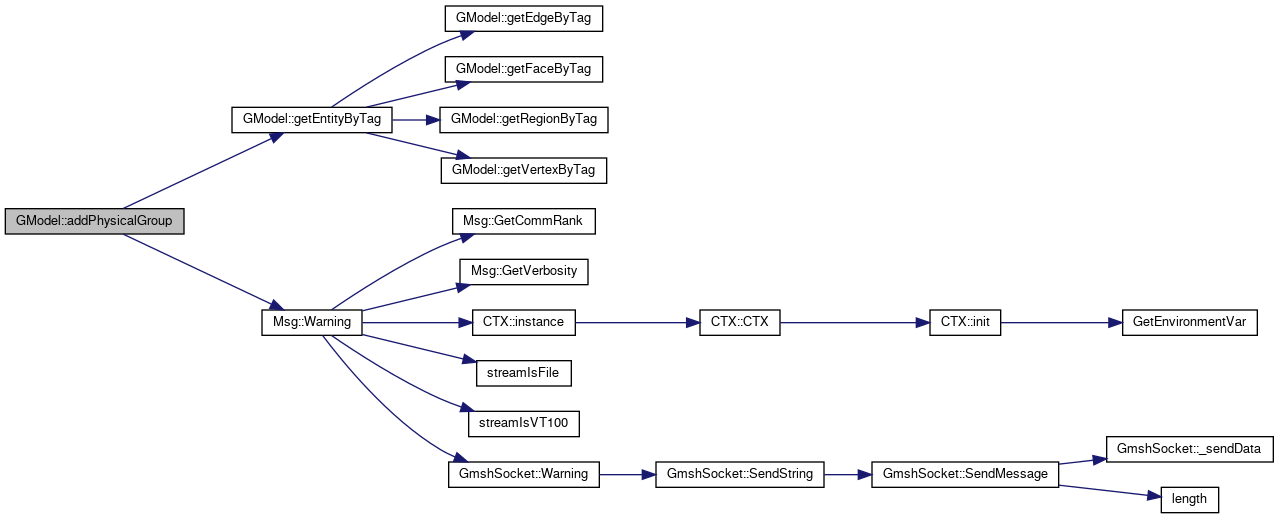 GModel::getEdgeByTag
GModel::getFaceByTag
GModel::getEntityByTag
GModel::getRegionByTag
GModel::getVertexByTag
GModel::addPhysicalGroup
Msg::GetCommRank
Msg::GetVerbosity
Msg::Warning
CTX::instance
CTX::CTX
CTX::init
GetEnvironmentVar
streamIsFile
streamIsVT100
GmshSocket::Warning
GmshSocket::SendString
GmshSocket::SendMessage
GmshSocket::_sendData
length